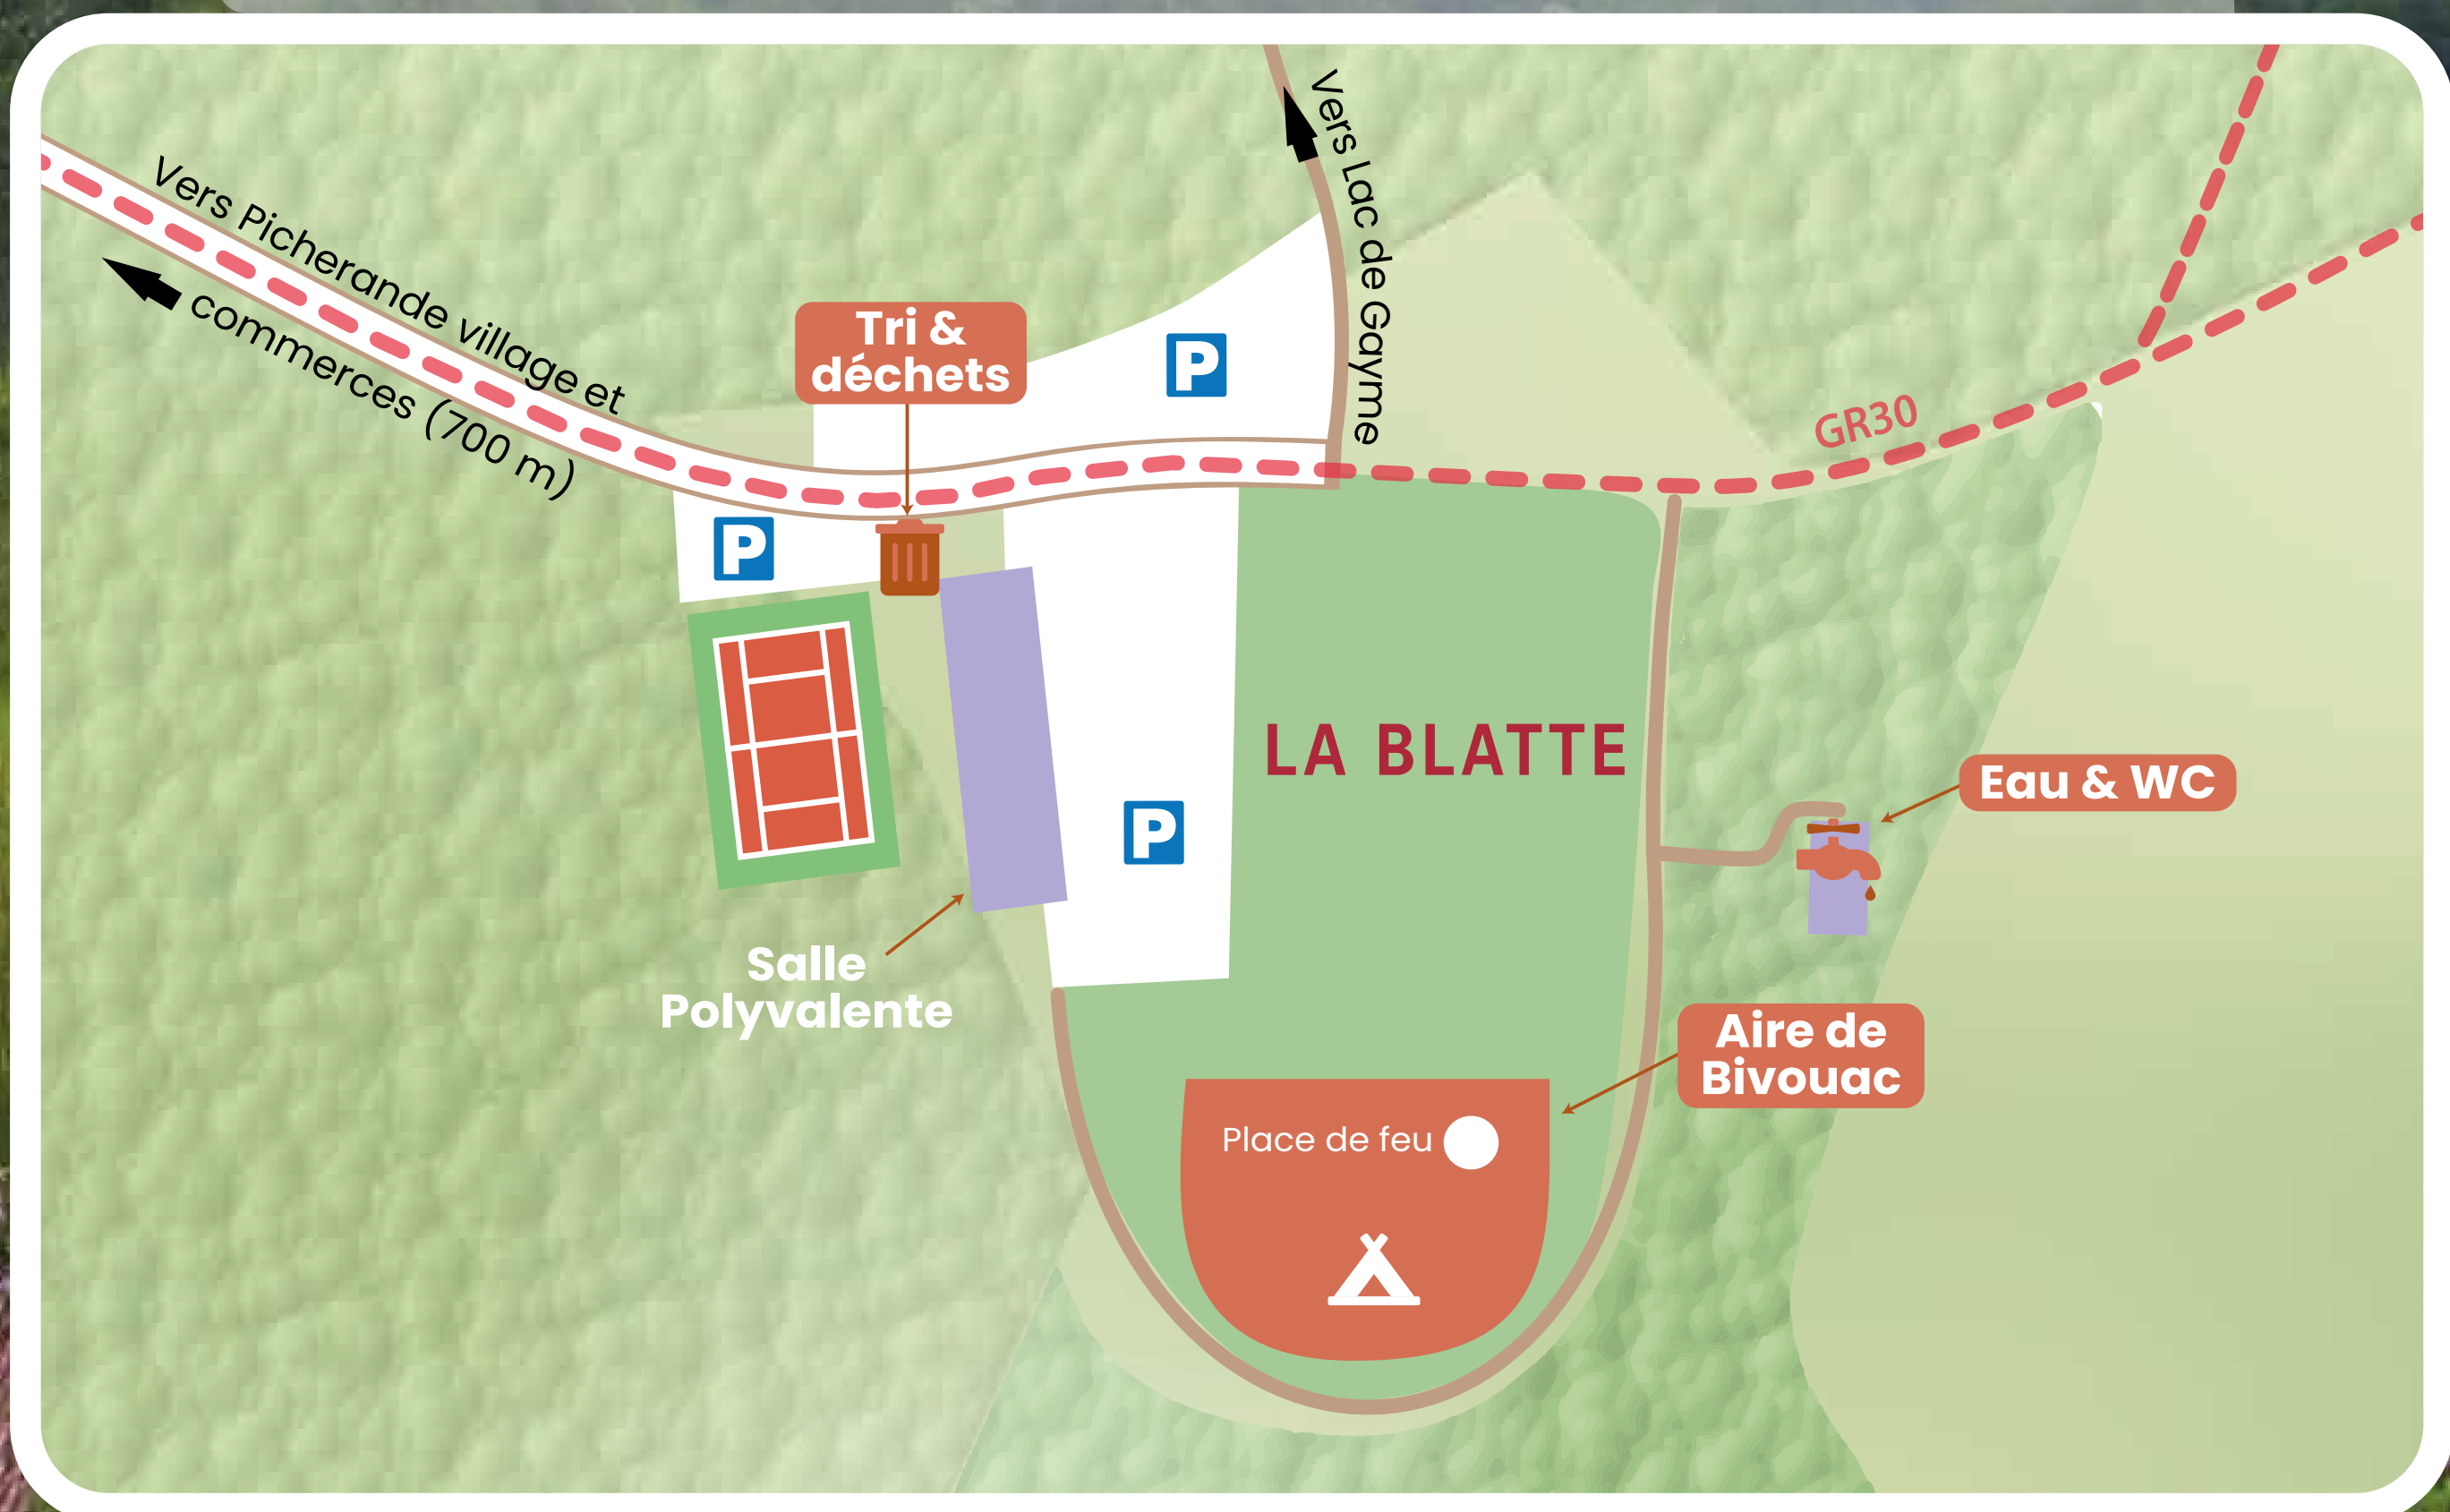 Vers Picherande village et
commerces (700 m)
Vers Lac de Gayme
Tri &
déchets
P
GR30
P
LA BLATTE
Eau & WC
P
Salle
Polyvalente
Aire de
Bivouac
Place de feu